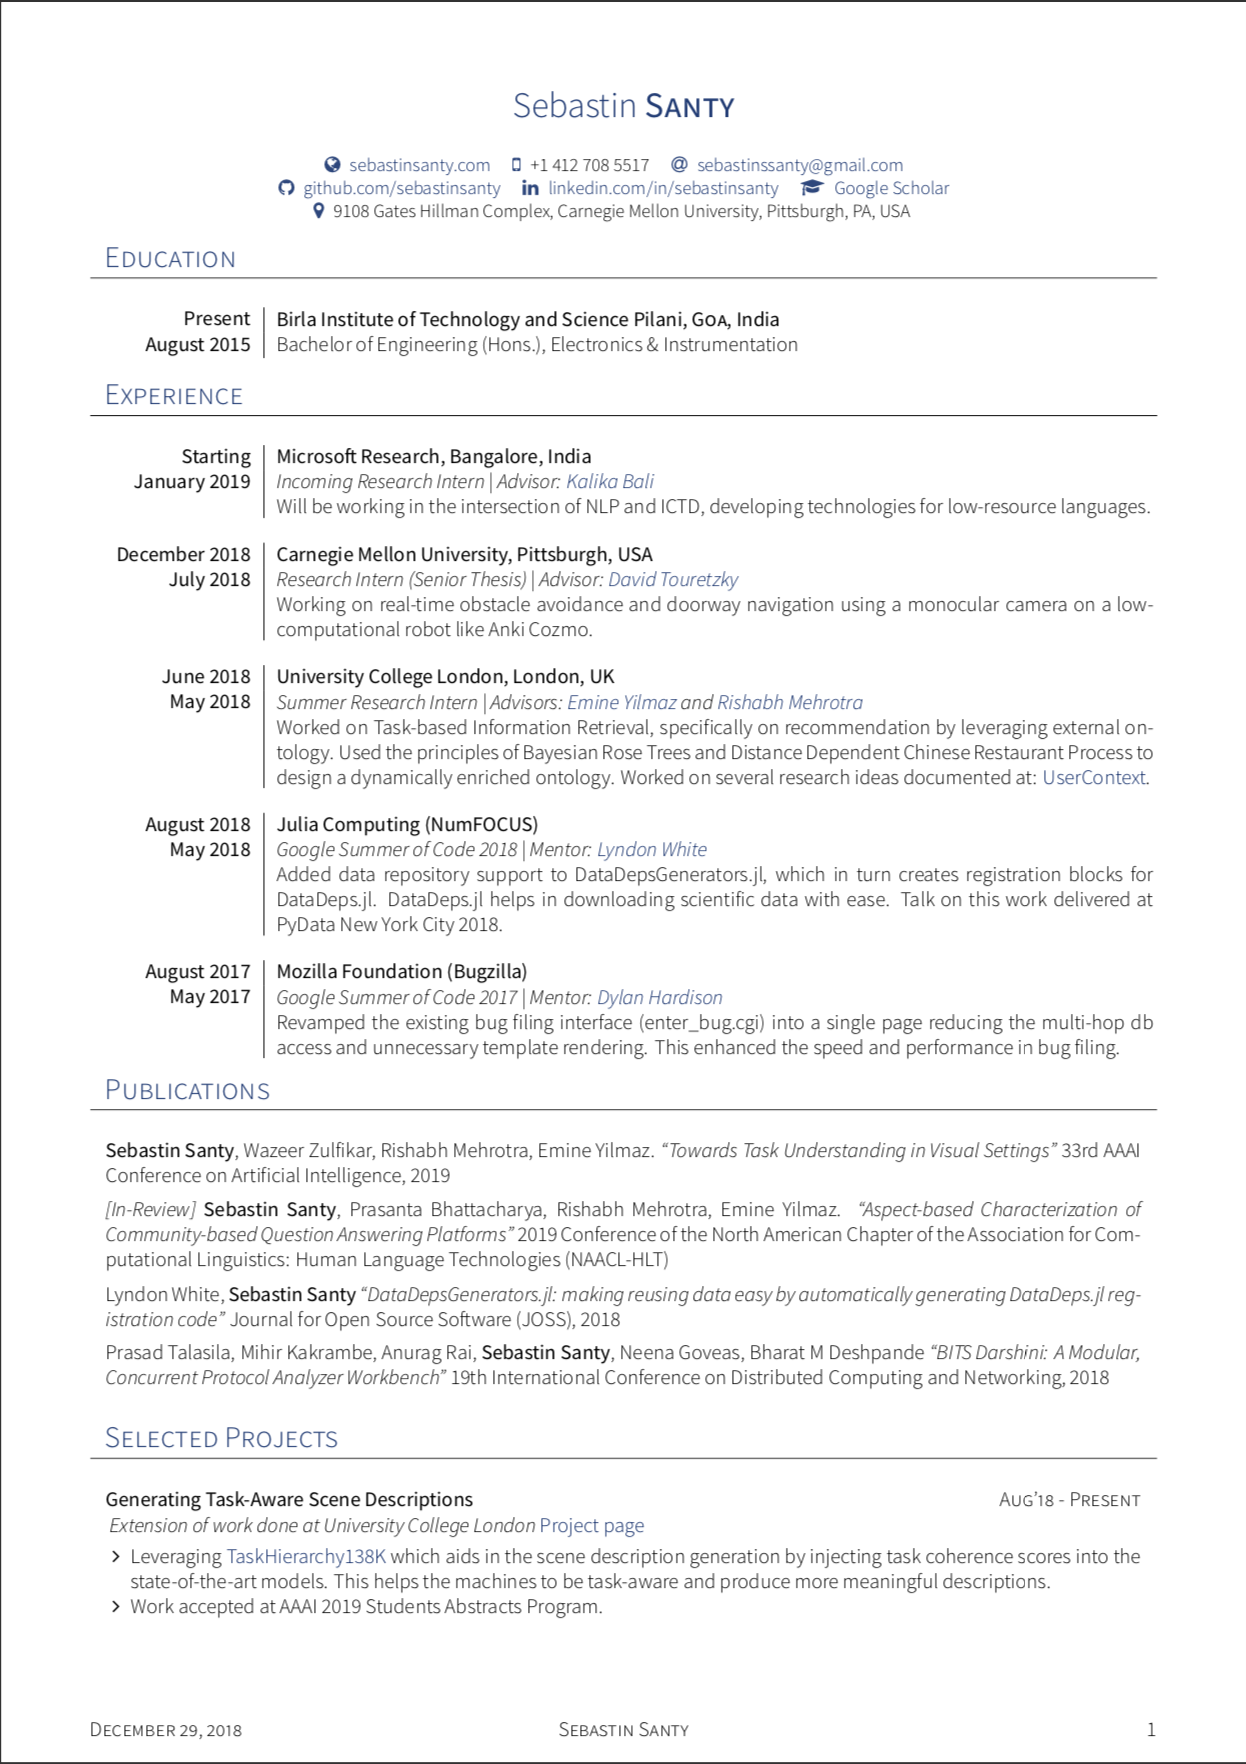 Sebastin SANTY
sebastinsanty.com +1 412 708 5517 @ sebastinssanty@gmail.com
github.com/sebastinsanty in linkedin.com/in/sebastinsanty Google Scholar
9108 Gates Hillman Complex, Carnegie Mellon University, Pittsburgh, PA, USA
EDUCATION
Present Birla Institute of Technology and Science Pilani, GOA, India
August 2015 Bachelor of Engineering (Hons.), Electronics & Instrumentation
EXPERIENCE
Starting Microsoft Research, Bangalore, India
January 2019 Incoming Research Intern | Advisor: Kalika Bali
Will be working in the intersection of NLP and ICTD, developing technologies for low-resource languages.
December 2018 Carnegie Mellon University, Pittsburgh, USA
July 2018 Research Intern (Senior Thesis) | Advisor: David Touretzky
Working on real-time obstacle avoidance and doorway navigation using a monocular camera on a low-
computational robot like Anki Cozmo.
June 2018 University College London, London, UK
May 2018 Summer Research Intern | Advisors: Emine Yilmaz and Rishabh Mehrotra
Worked on Task-based Information Retrieval, specifically on recommendation by leveraging external on-
tology. Used the principles of Bayesian Rose Trees and Distance Dependent Chinese Restaurant Process to
design a dynamically enriched ontology. Worked on several research ideas documented at: UserContext.
August 2018 Julia Computing (NumFOCUS)
May 2018 Google Summer of Code 2018 | Mentor: Lyndon White
Added data repository support to DataDepsGenerators.jl, which in turn creates registration blocks for
DataDeps.jl. DataDeps.jl helps in downloading scientific data with ease. Talk on this work delivered at
PyData New York City 2018.
August 2017 Mozilla Foundation (Bugzilla)
May 2017 Google Summer of Code 2017 | Mentor: Dylan Hardison
Revamped the existing bug filing interface (enter_bug.cgi) into a single page reducing the multi-hop db
access and unnecessary template rendering. This enhanced the speed and performance in bug filing.
PUBLICATIONS
Sebastin Santy, Wazeer Zulfikar, Rishabh Mehrotra, Emine Yilmaz. “Towards Task Understanding in Visual Settings” 33rd AAAI
Conference on Artificial Intelligence, 2019
[In-Review] Sebastin Santy, Prasanta Bhattacharya, Rishabh Mehrotra, Emine Yilmaz. “Aspect-based Characterization of
Community-based Question Answering Platforms” 2019 Conference of the North American Chapter of the Association for Com-
putational Linguistics: Human Language Technologies (NAACL-HLT)
Lyndon White, Sebastin Santy “DataDepsGenerators.jl: making reusing data easy by automatically generating DataDeps.jl reg-
istration code” Journal for Open Source Software (JOSS), 2018
Prasad Talasila, Mihir Kakrambe, Anurag Rai, Sebastin Santy, Neena Goveas, Bharat M Deshpande “BITS Darshini: A Modular,
Concurrent Protocol Analyzer Workbench” 19th International Conference on Distributed Computing and Networking, 2018
SELECTED PROJECTS
Generating Task-Aware Scene Descriptions AUG’18 - PRESENT
Extension of work done at University College London Project page
› Leveraging TaskHierarchy138K which aids in the scene description generation by injecting task coherence scores into the
state-of-the-art models. This helps the machines to be task-aware and produce more meaningful descriptions.
› Work accepted at AAAI 2019 Students Abstracts Program.
DECEMBER 29, 2018 SEBASTIN SANTY 1